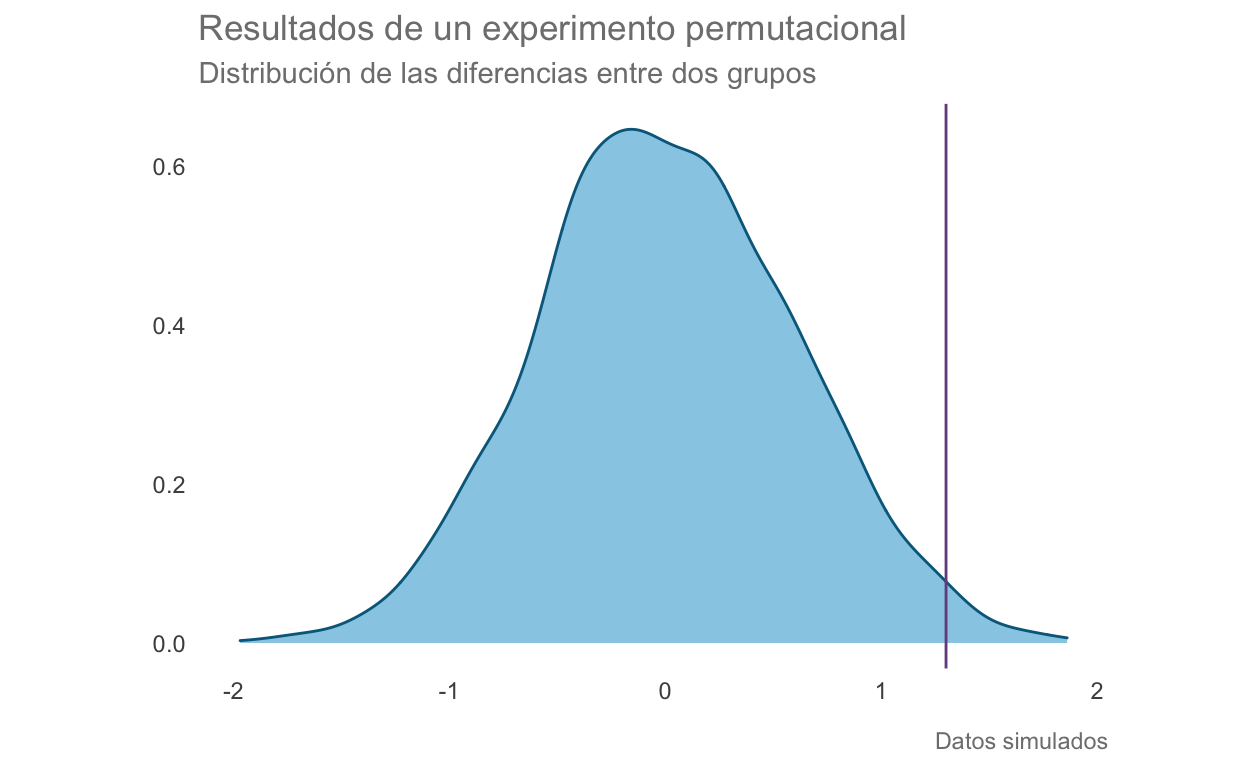 Resultados de un experimento permutacional
Distribución de las diferencias entre dos grupos
0.6
0.4
0.2
0.0
-2 -1 0 1 2
Datos simulados